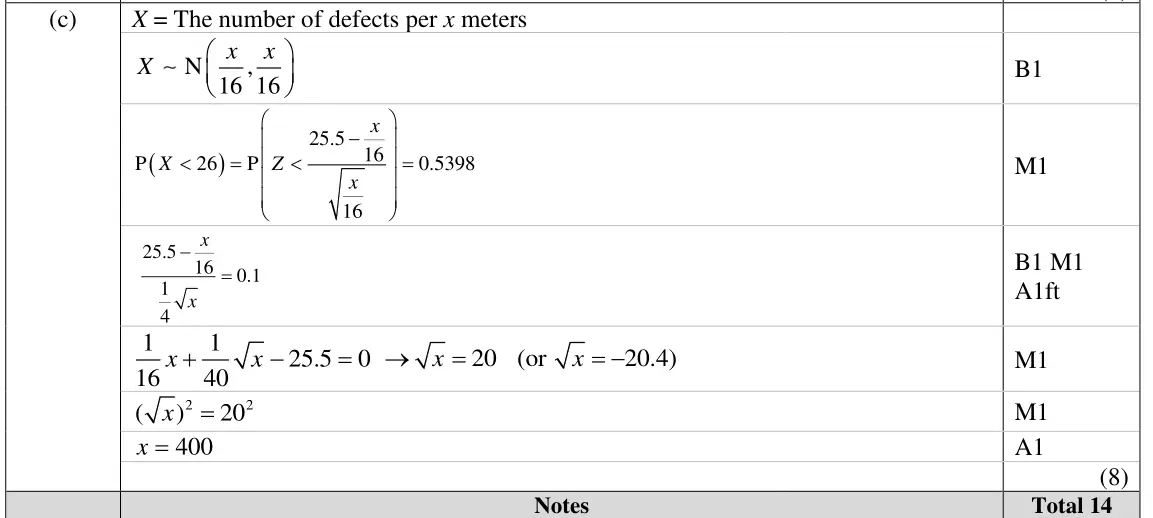 (c) X = The number of defects per x meters
X ~ N(x/16, x/16) B1
P(X < 26) = P(Z < (25.5 − x/16)/√(x/16)) = 0.5398 M1
(25.5 − x/16)/(1/4 √x) = 0.1 B1 M1
A1ft
1/16 x + 1/40 √x − 25.5 = 0 → √x = 20 (or √x = −20.4) M1
(√x)² = 20² M1
x = 400 A1
(8)
Notes Total 14